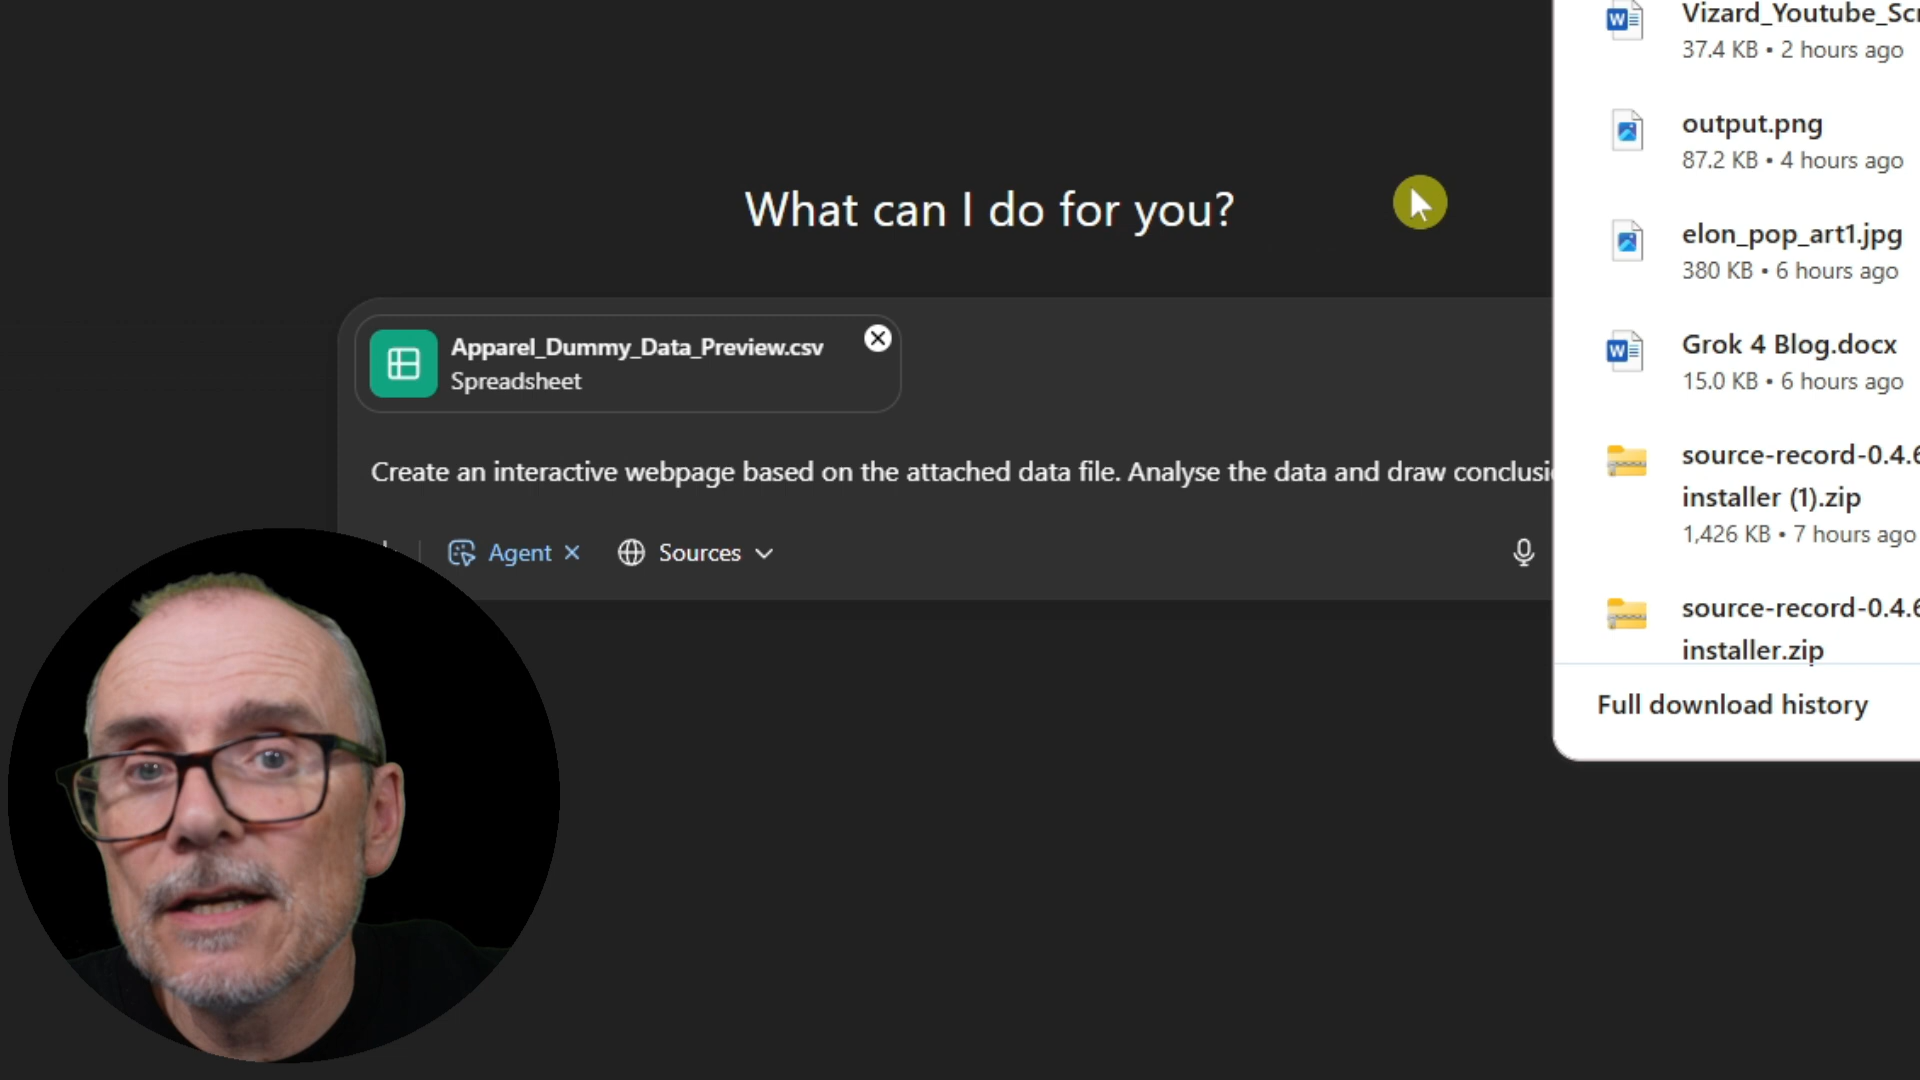 What can I do for you?
Apparel_Dummy_Data_Preview.csv
Spreadsheet
Create an interactive webpage based on the attached data file. Analyse the data and draw
Agent
Sources
37.4 KB • 2 hours ago
output.png
87.2 KB • 4 hours ago
elon_pop_art1.jpg
380 KB • 6 hours ago
Grok 4 Blog.docx
15.0 KB • 6 hours ago
source-record-0.4.6
installer (1).zip
1,426 KB • 7 hours ago
source-record-0.4.6
installer.zip
Full download history